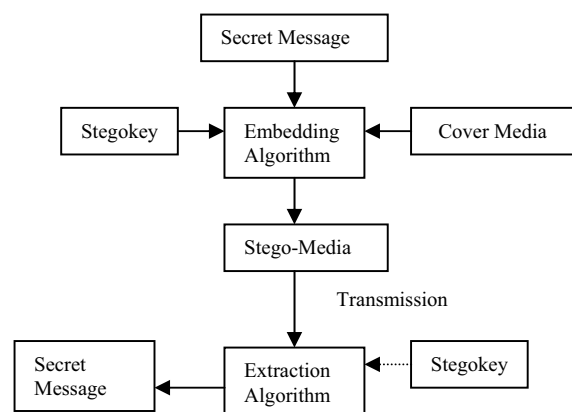 Secret Message
Stegokey
Embedding
Algorithm
Cover Media
Stego-Media
Transmission
Secret
Message
Extraction
Algorithm
Stegokey